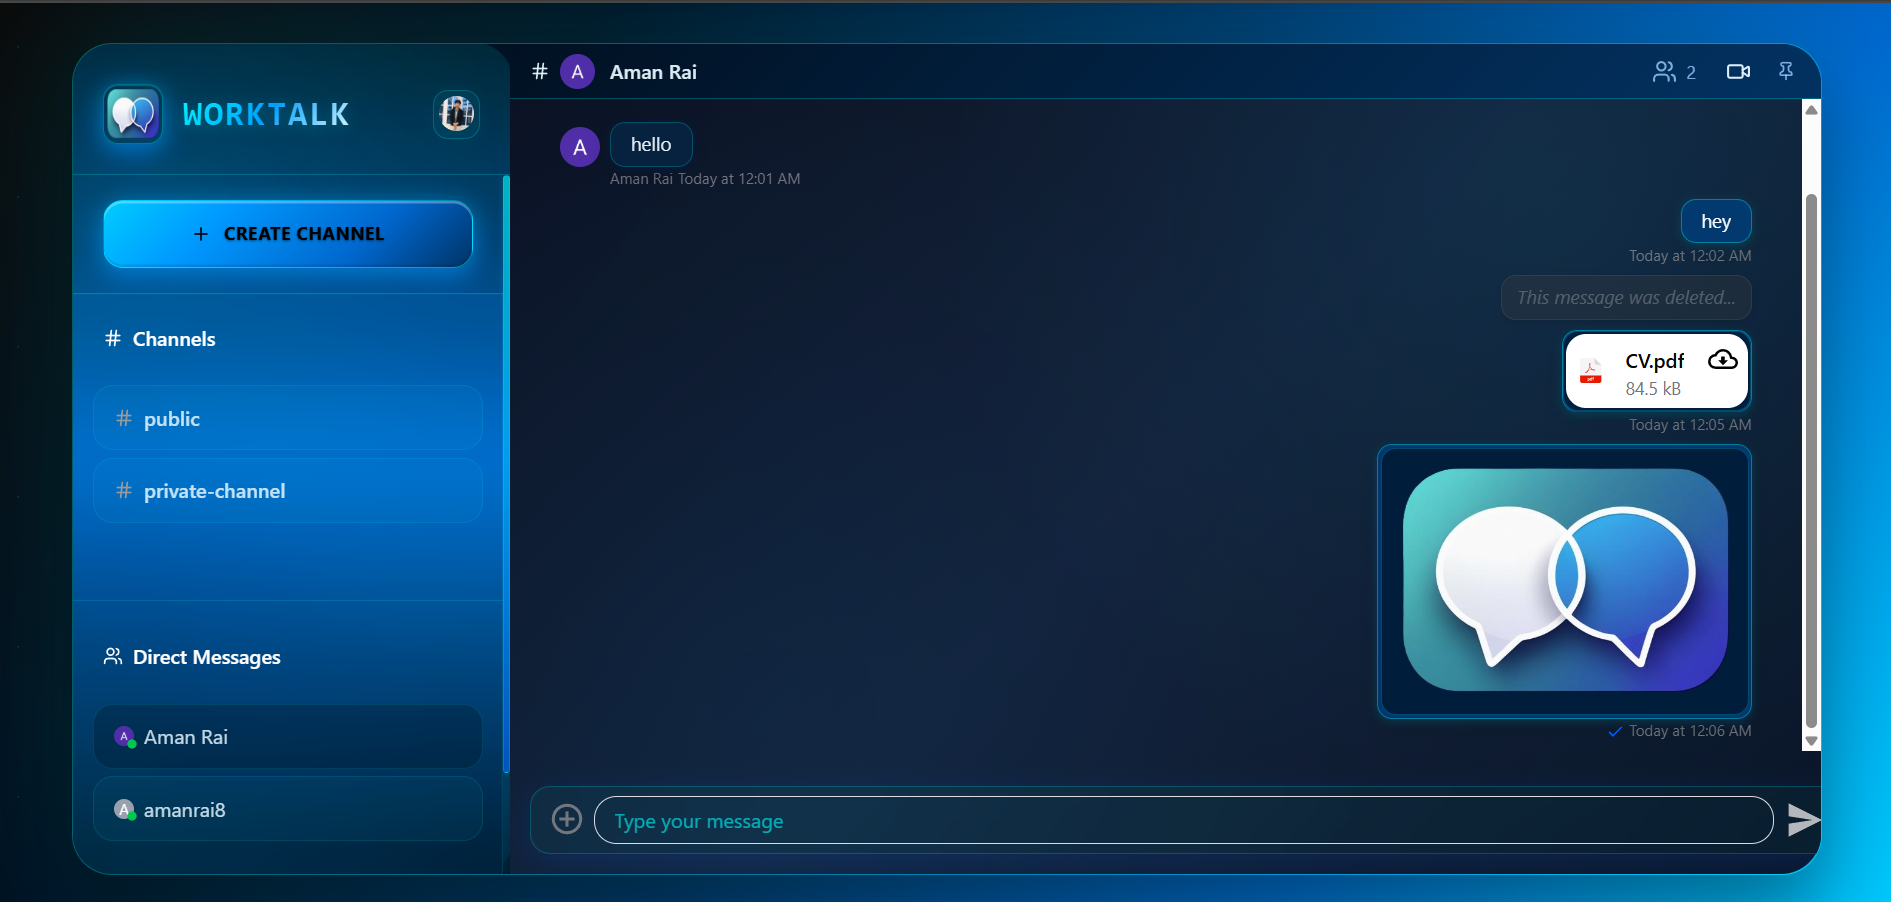 WORKTALK
+ CREATE CHANNEL
# Channels
# public
# private-channel
Direct Messages
A Aman Rai
A amanrai8
# A Aman Rai
2
A hello
Aman Rai Today at 12:01 AM
hey
Today at 12:02 AM
This message was deleted...
CV.pdf
pdf
84.5 kB
Today at 12:05 AM
Today at 12:06 AM
Type your message